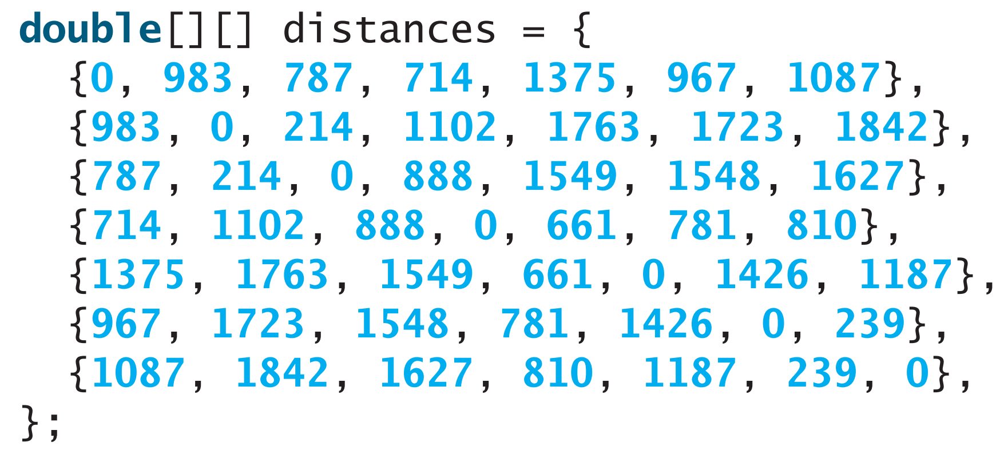 double[][] distances = {
{0, 983, 787, 714, 1375, 967, 1087},
{983, 0, 214, 1102, 1763, 1723, 1842},
{787, 214, 0, 888, 1549, 1548, 1627},
{714, 1102, 888, 0, 661, 781, 810},
{1375, 1763, 1549, 661, 0, 1426, 1187},
{967, 1723, 1548, 781, 1426, 0, 239},
{1087, 1842, 1627, 810, 1187, 239, 0},
};